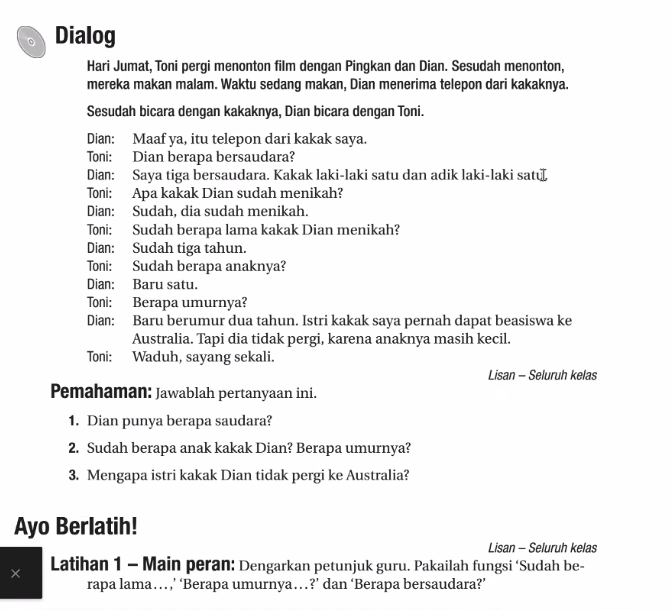 Dialog
Hari Jumat, Toni pergi menonton film dengan Pingkan dan Dian. Sesudah menonton,
mereka makan malam. Waktu sedang makan, Dian menerima telepon dari kakaknya.
Sesudah bicara dengan kakaknya, Dian bicara dengan Toni.
Dian: Maaf ya, itu telepon dari kakak saya.
Toni: Dian berapa bersaudara?
Dian: Saya tiga bersaudara. Kakak laki-laki satu dan adik laki-laki satu.
Toni: Apa kakak Dian sudah menikah?
Dian: Sudah, dia sudah menikah.
Toni: Sudah berapa lama kakak Dian menikah?
Dian: Sudah tiga tahun.
Toni: Sudah berapa anaknya?
Dian: Baru satu.
Toni: Berapa umurnya?
Dian: Baru berumur dua tahun. Istri kakak saya pernah dapat beasiswa ke
Australia. Tapi dia tidak pergi, karena anaknya masih kecil.
Toni: Waduh, sayang sekali.
Lisan – Seluruh kelas
Pemahaman: Jawablah pertanyaan ini.
1. Dian punya berapa saudara?
2. Sudah berapa anak kakak Dian? Berapa umurnya?
3. Mengapa istri kakak Dian tidak pergi ke Australia?
Ayo Berlatih!
Lisan – Seluruh kelas
Latihan 1 – Main peran: Dengarkan petunjuk guru. Pakailah fungsi ‘Sudah be-
rapa lama…,’ ‘Berapa umurnya…?’ dan ‘Berapa bersaudara?’